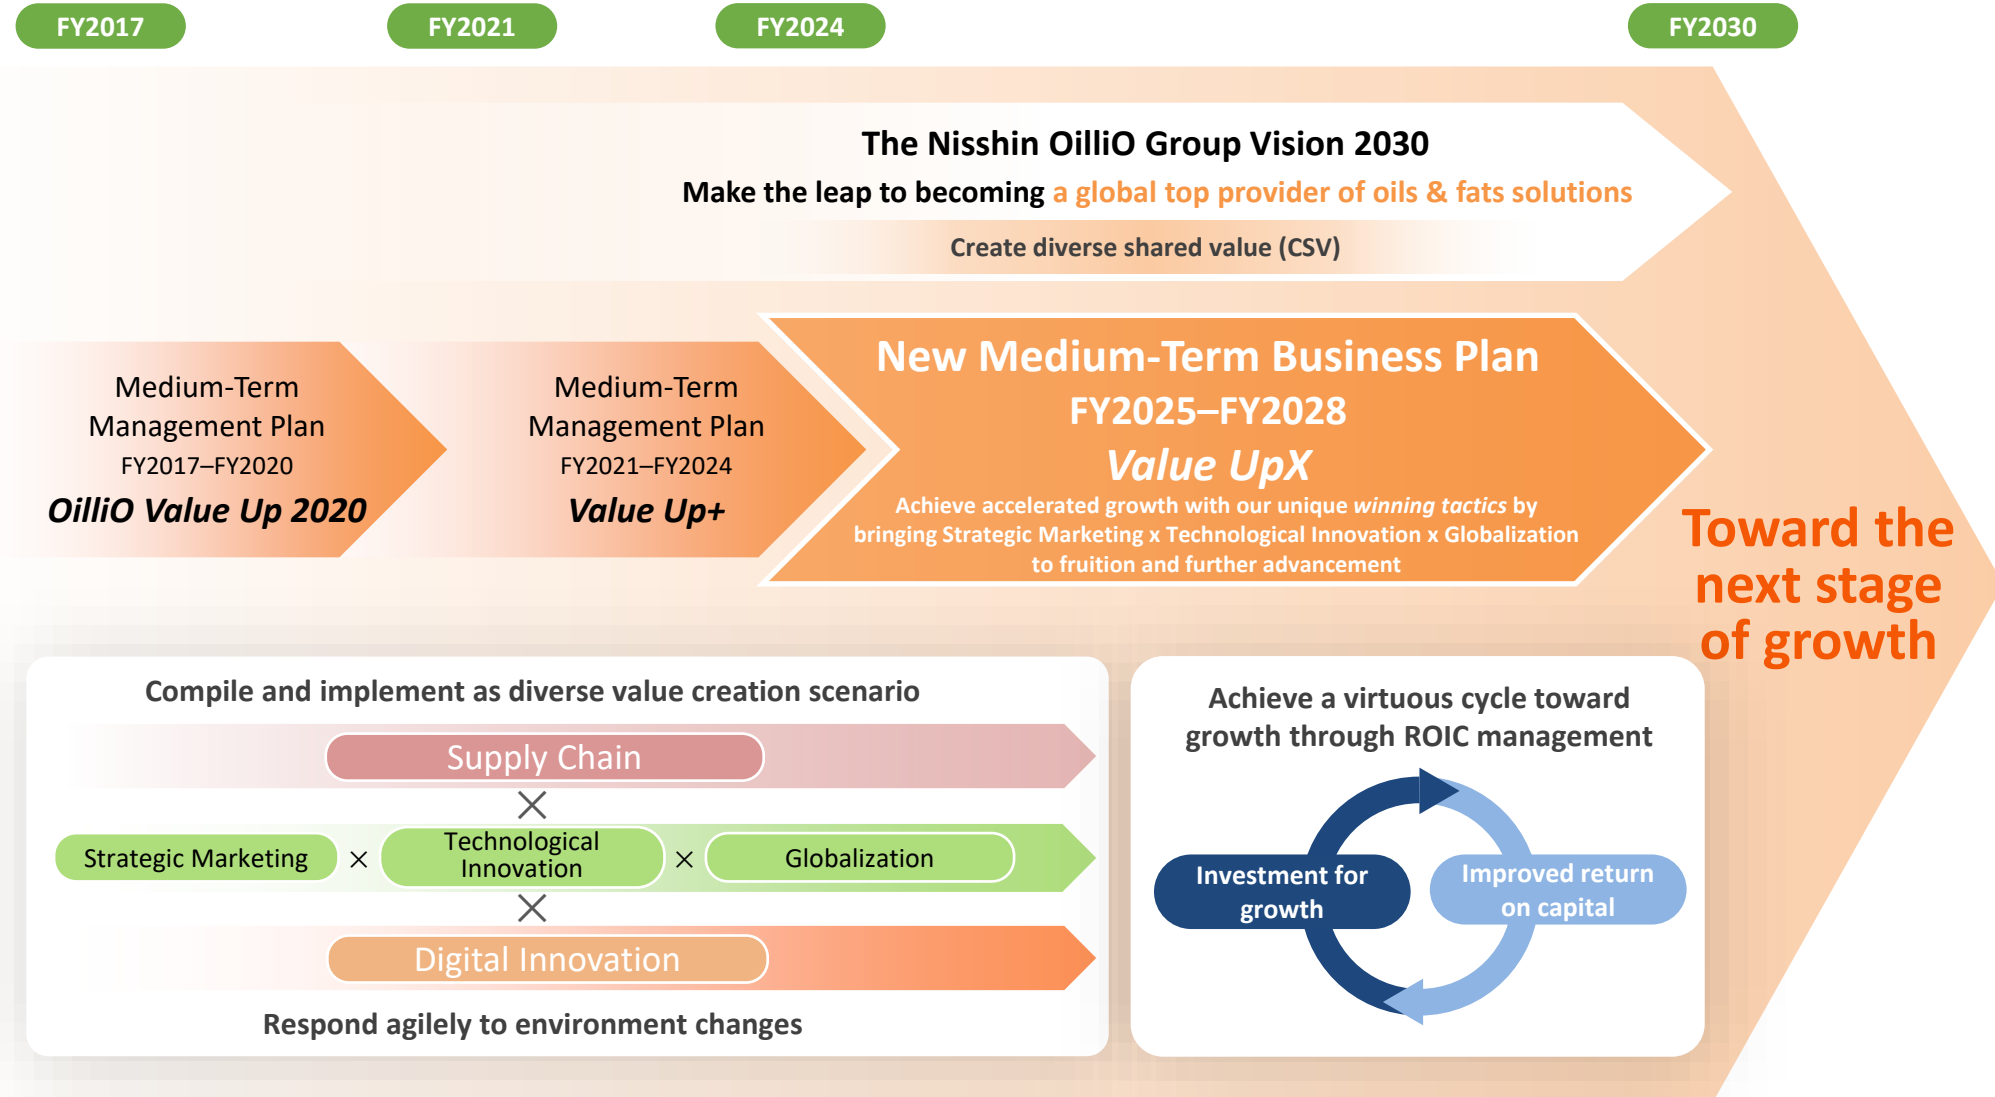 FY2017
FY2021
FY2024
FY2030
The Nisshin OilliO Group Vision 2030
Make the leap to becoming a global top provider of oils & fats solutions
Create diverse shared value (CSV)
Medium-Term
Management Plan
FY2017–FY2020
OilliO Value Up 2020
Medium-Term
Management Plan
FY2021–FY2024
Value Up+
New Medium-Term Business Plan
FY2025–FY2028
Value UpX
Achieve accelerated growth with our unique winning tactics by
bringing Strategic Marketing x Technological Innovation x Globalization
to fruition and further advancement
Toward the
next stage
of growth
Compile and implement as diverse value creation scenario
Supply Chain
×
Strategic Marketing × Technological
Innovation × Globalization
×
Digital Innovation
Respond agilely to environment changes
Achieve a virtuous cycle toward
growth through ROIC management
Investment for
growth
Improved return
on capital